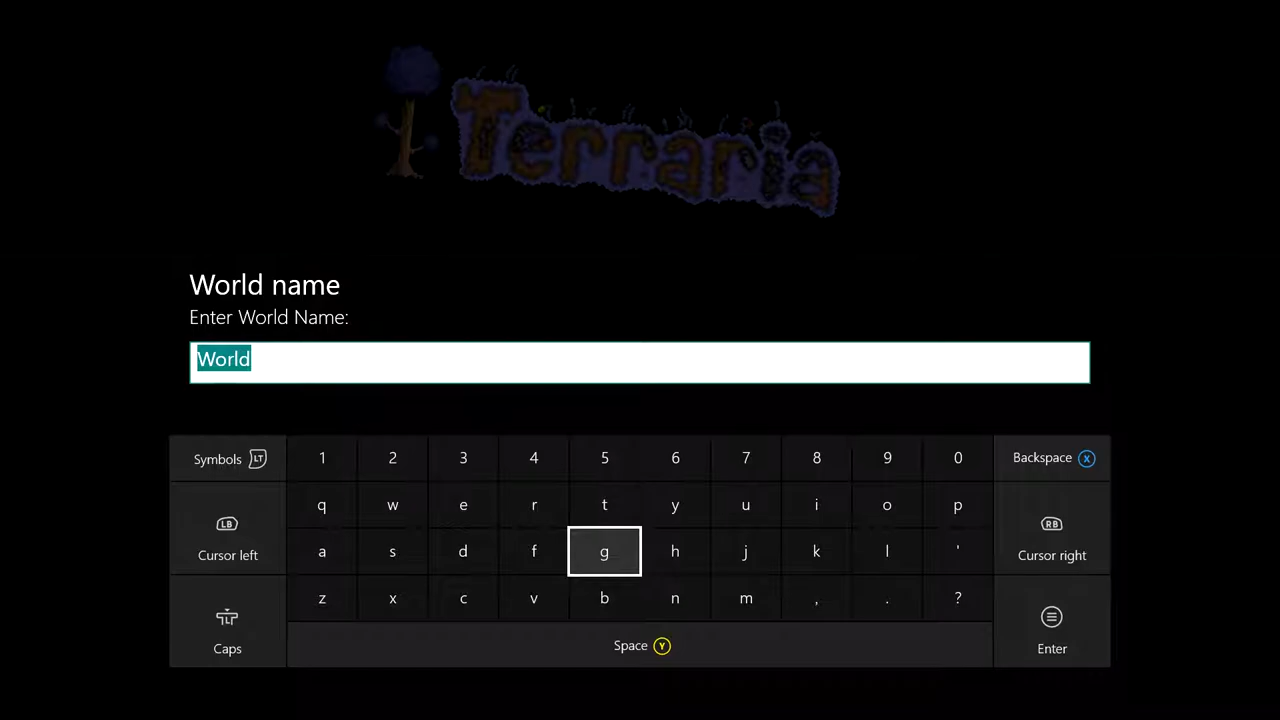 Terraria
World name
Enter World Name:
World
Symbols LT 1 2 3 4 5 6 7 8 9 0 Backspace X
q w e r t y u i o p
LB RB
Cursor left a s d f g h j k l ' Cursor right
z x c v b n m , . ?
Caps Space Y Enter